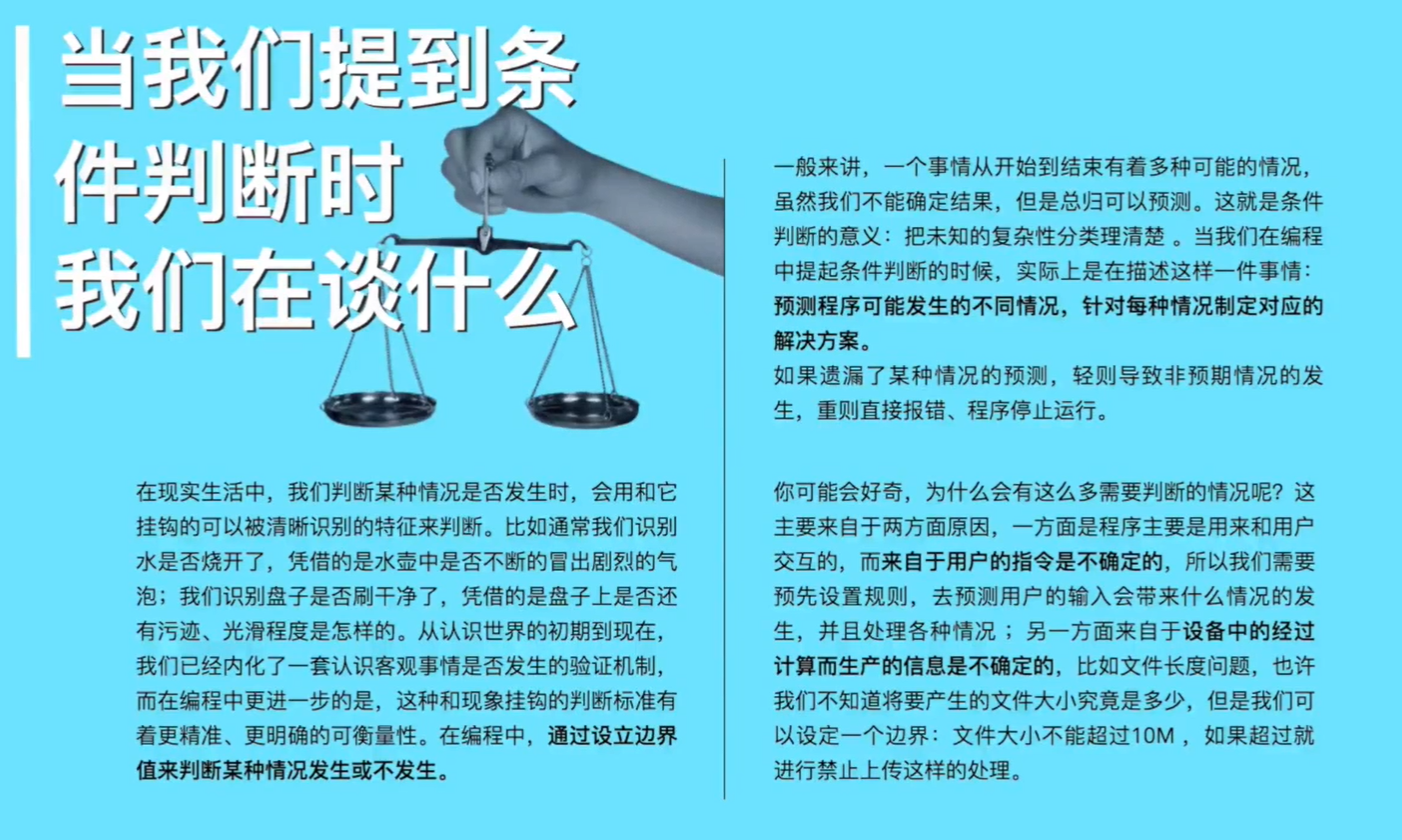 当我们提到条
件判断时
我们在谈什么
一般来讲，一个事情从开始到结束有着多种可能的情况，
虽然我们不能确定结果，但是总归可以预测。这就是条件
判断的意义：把未知的复杂性分类理清楚 。当我们在编程
中提起条件判断的时候，实际上是在描述这样一件事情：
预测程序可能发生的不同情况，针对每种情况制定对应的
解决方案。
如果遗漏了某种情况的预测，轻则导致非预期情况的发
生，重则直接报错、程序停止运行。
在现实生活中，我们判断某种情况是否发生时，会用和它
挂钩的可以被清晰识别的特征来判断。比如通常我们识别
水是否烧开了，凭借的是水壶中是否不断的冒出剧烈的气
泡；我们识别盘子是否刷干净了，凭借的是盘子上是否还
有污迹、光滑程度是怎样的。从认识世界的初期到现在，
我们已经内化了一套认识客观事情是否发生的验证机制，
而在编程中更进一步的是，这种和现象挂钩的判断标准有
着更精准、更明确的可衡量性。在编程中，通过设立边界
值来判断某种情况发生或不发生。
你可能会好奇，为什么会有这么多需要判断的情况呢？这
主要来自于两方面原因，一方面是程序主要是用来和用户
交互的，而来自于用户的指令是不确定的，所以我们需要
预先设置规则，去预测用户的输入会带来什么情况的发
生，并且处理各种情况 ；另一方面来自于设备中的经过
计算而生产的信息是不确定的，比如文件长度问题，也许
我们不知道将要产生的文件大小究竟是多少，但是我们可
以设定一个边界：文件大小不能超过10M ，如果超过就
进行禁止上传这样的处理。